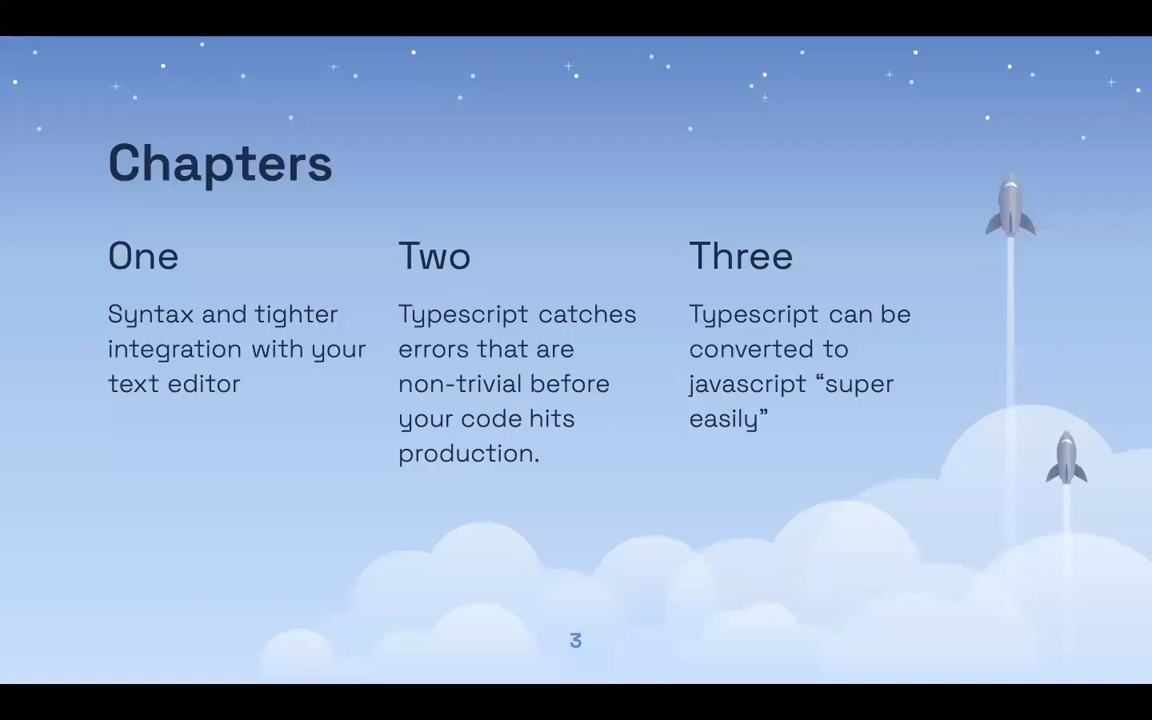 Chapters
One
Syntax and tighter
integration with your
text editor
Two
Typescript catches
errors that are
non-trivial before
your code hits
production.
Three
Typescript can be
converted to
javascript “super
easily”
3